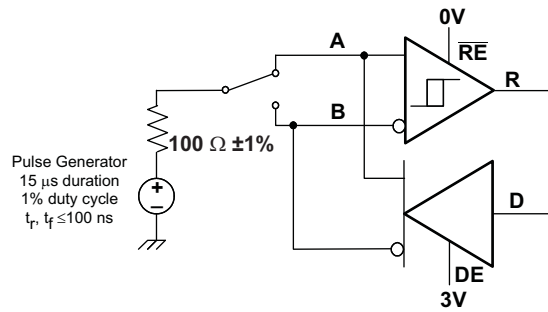 0V
A
RE
R
B
100 Ω ±1%
Pulse Generator
15 μs duration
1% duty cycle
tr, tf ≤100 ns
+
−
D
DE
3V